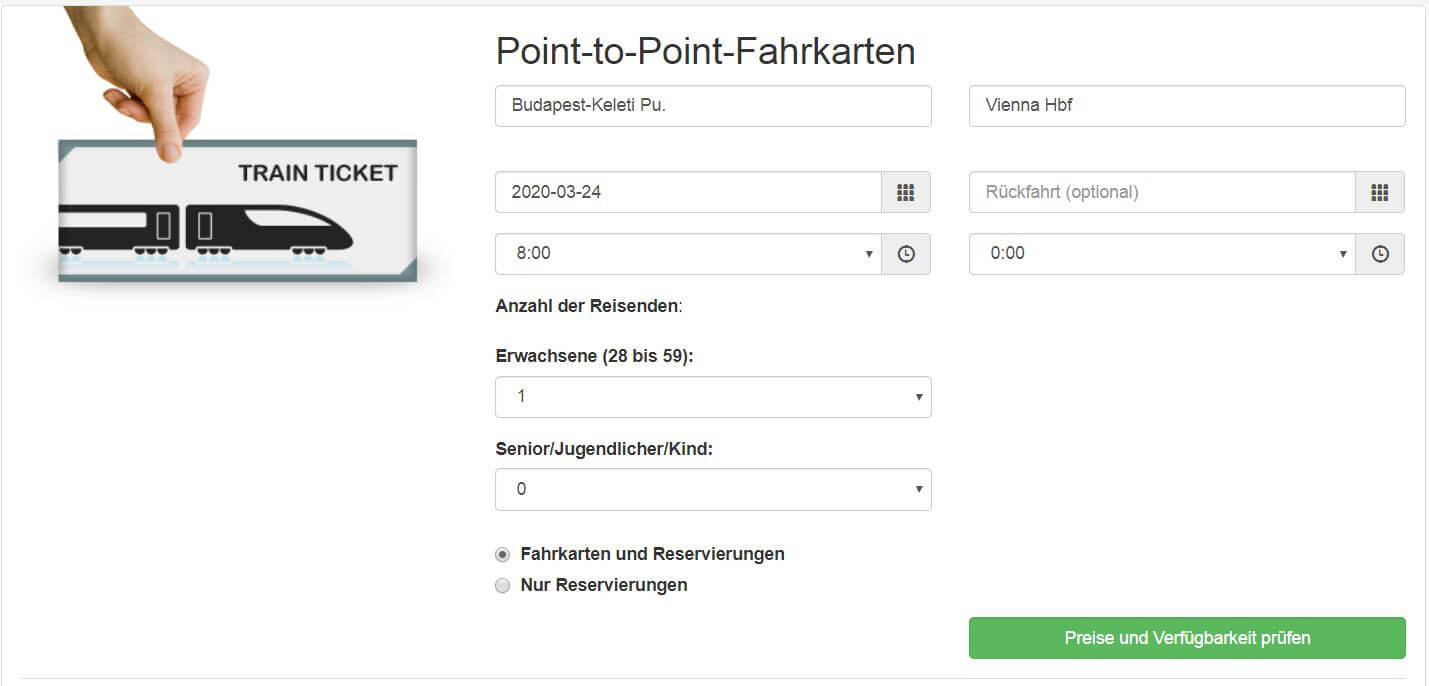 Point-to-Point-Fahrkarten
Budapest-Keleti Pu.
Vienna Hbf
TRAIN TICKET
2020-03-24
Rückfahrt (optional)
8:00
0:00
Anzahl der Reisenden:
Erwachsene (28 bis 59):
1
Senior/Jugendlicher/Kind:
0
Fahrkarten und Reservierungen
Nur Reservierungen
Preise und Verfügbarkeit prüfen